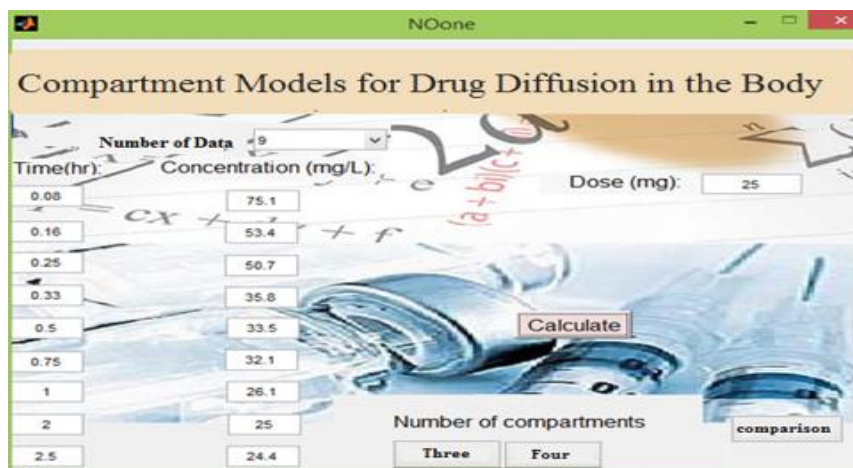 NOone
Compartment Models for Drug Diffusion in the Body
Number of Data 9
Time(hr): Concentration (mg/L):
Dose (mg): 25
0.08 75.1
0.16 53.4
0.25 50.7
0.33 35.8
0.5 33.5
Calculate
0.75 32.1
1 26.1
2 25
Number of compartments
comparison
2.5 24.4
Three Four
cx +
+ f
e
(a + bi)(c +
n